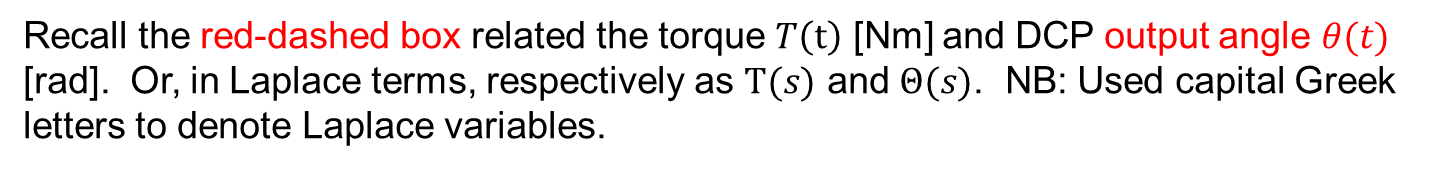 Recall the red-dashed box related the torque T(t) [Nm] and DCP output angle θ(t)
[rad].  Or, in Laplace terms, respectively as T(s) and Θ(s).  NB: Used capital Greek
letters to denote Laplace variables.